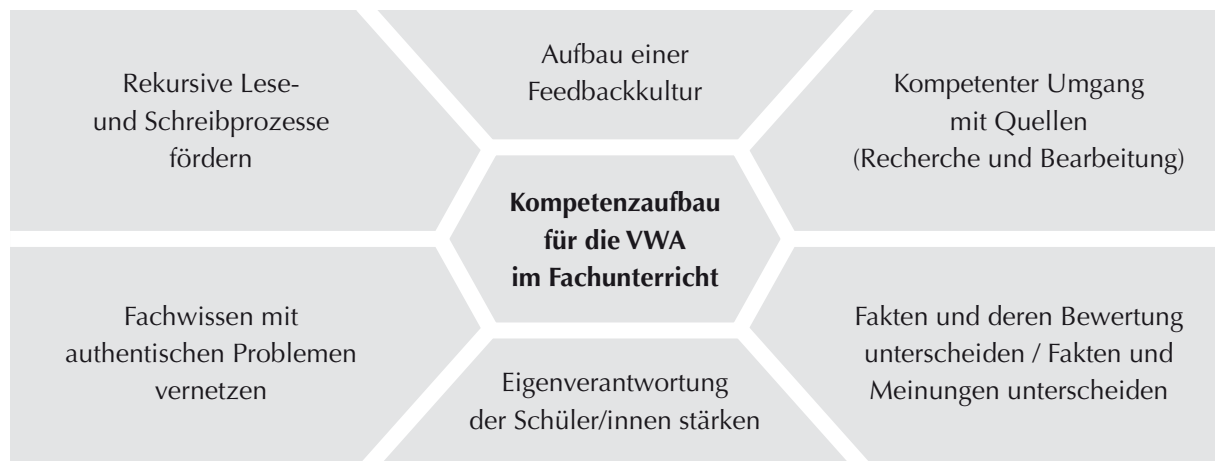 Rekursive Lese-
und Schreibprozesse
fördern
Aufbau einer
Feedbackkultur
Kompetenter Umgang
mit Quellen
(Recherche und Bearbeitung)
Kompetenzaufbau
für die VWA
im Fachunterricht
Fachwissen mit
authentischen Problemen
vernetzen
Eigenverantwortung
der Schüler/innen stärken
Fakten und deren Bewertung
unterscheiden / Fakten und
Meinungen unterscheiden